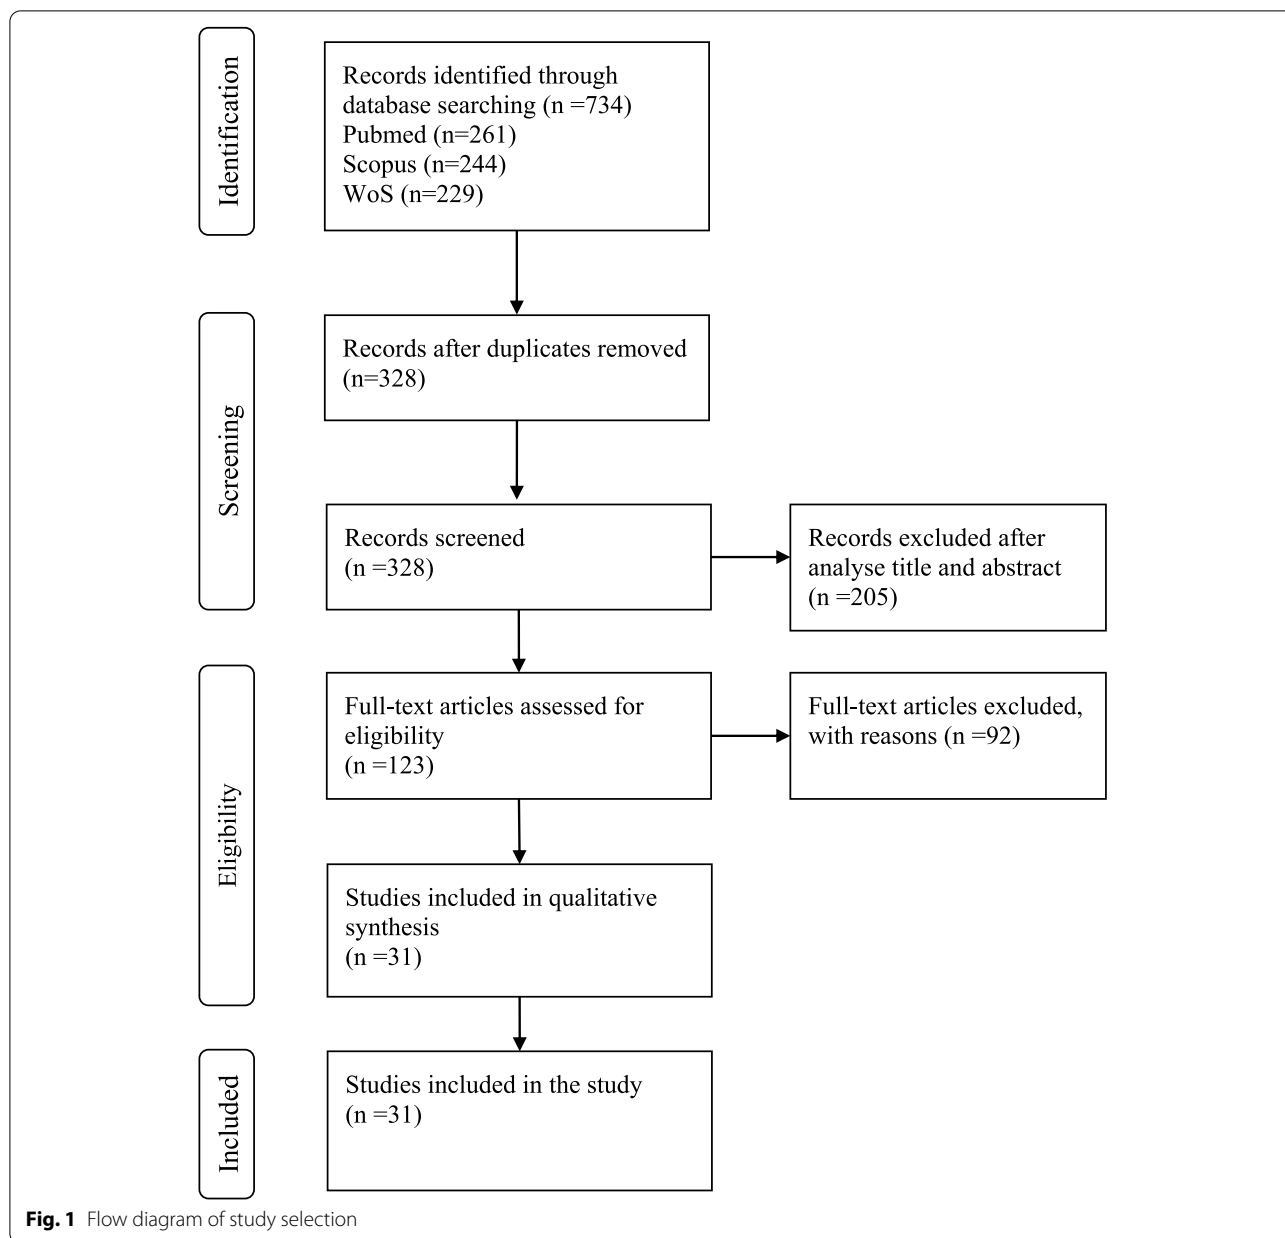 Identification
Records identified through
database searching (n =734)
Pubmed (n=261)
Scopus (n=244)
WoS (n=229)
Screening
Records after duplicates removed
(n=328)
Records screened
(n =328)
Records excluded after
analyse title and abstract
(n =205)
Eligibility
Full-text articles assessed for
eligibility
(n =123)
Full-text articles excluded,
with reasons (n =92)
Studies included in qualitative
synthesis
(n =31)
Included
Studies included in the study
(n =31)
Fig. 1 Flow diagram of study selection